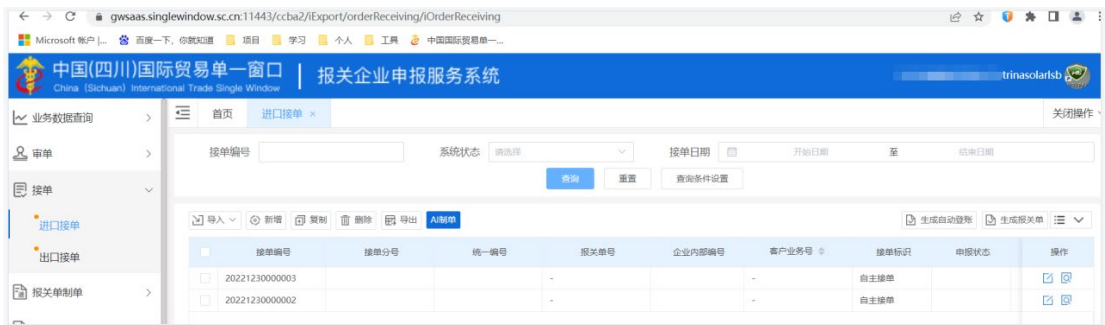 gwsaas.singlewindow.sc.cn:11443/ccba2/iExport/orderReceiving/iOrderReceiving
Microsoft 帐户 |... 百度一下，你就知道 项目 学习 个人 工具 中国国际贸易单一...
中国(四川)国际贸易单一窗口 | 报关企业申报服务系统
China (Sichuan) International Trade Single Window
trinasolarlsb
业务数据查询
审单
接单
进口接单
出口接单
报关单制单
首页 进口接单 × 关闭操作
接单编号 系统状态 请选择 接单日期 开始日期 至 结束日期
查询 重置 查询条件设置
导入 新增 复制 删除 导出 AI制单 生成自动登账 生成报关单
接单编号 接单分号 统一编号 报关单号 企业内部编号 客户业务号 接单标识 申报状态 操作
20221230000003 - - 自主接单
20221230000002 - - 自主接单